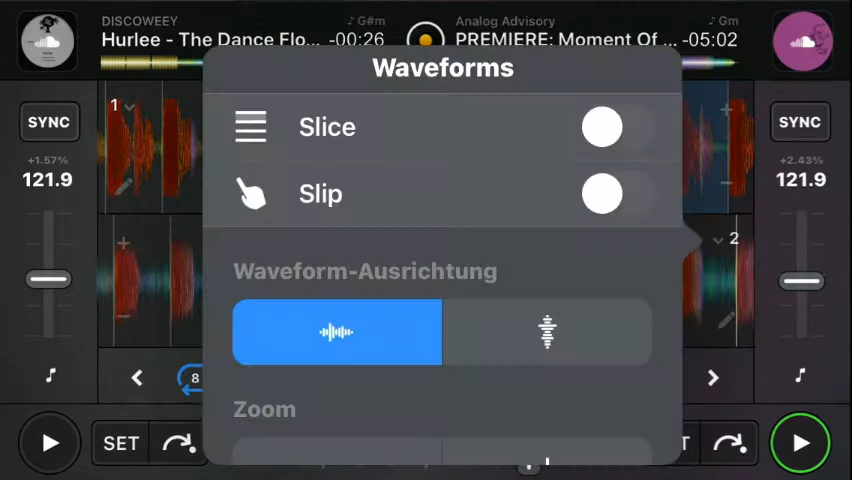 DISCOWEEY
G#m
Analog Advisory
Gm
Hurlee - The Dance Flo... -00:26
PREMIERE: Moment Of ... -05:02
Waveforms
1
SYNC
Slice
SYNC
+1.57%
+2.43%
121.9
Slip
121.9
2
Waveform-Ausrichtung
8
Zoom
SET
T